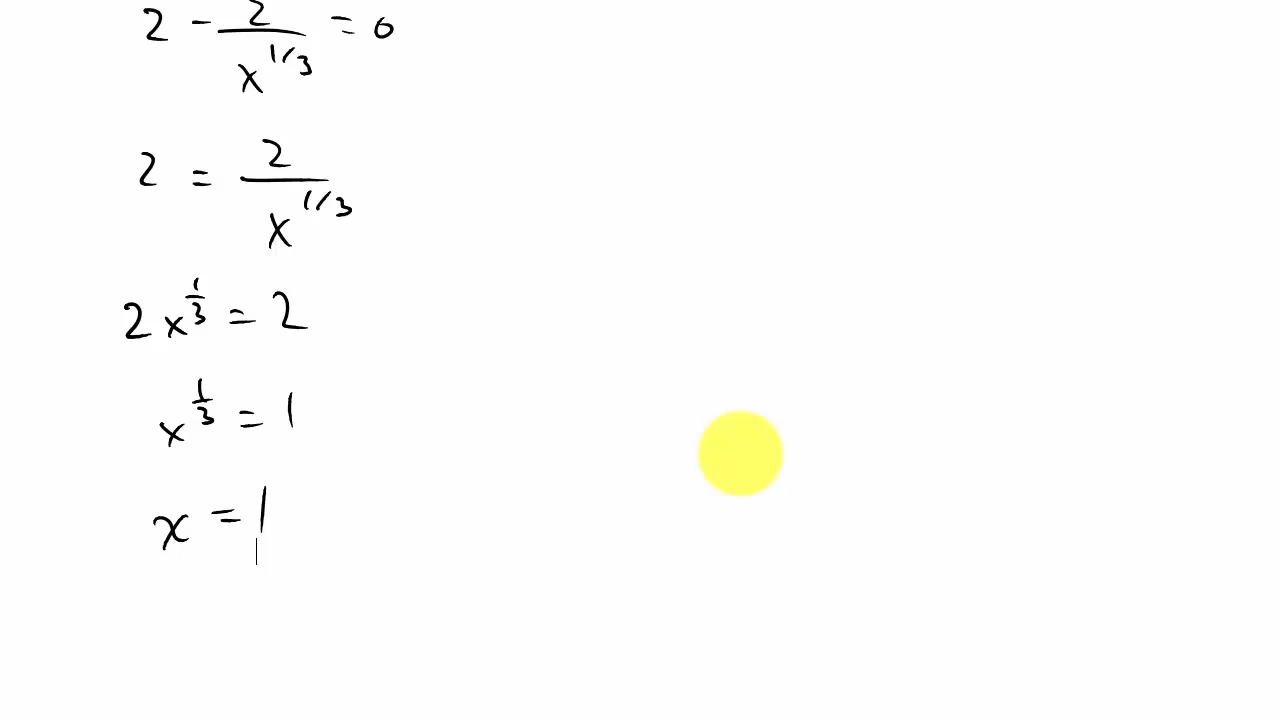 2 - 2/x^{1/3} = 0
2 = 2/x^{1/3}
2x^{1/3} = 2
x^{1/3} = 1
x = 1